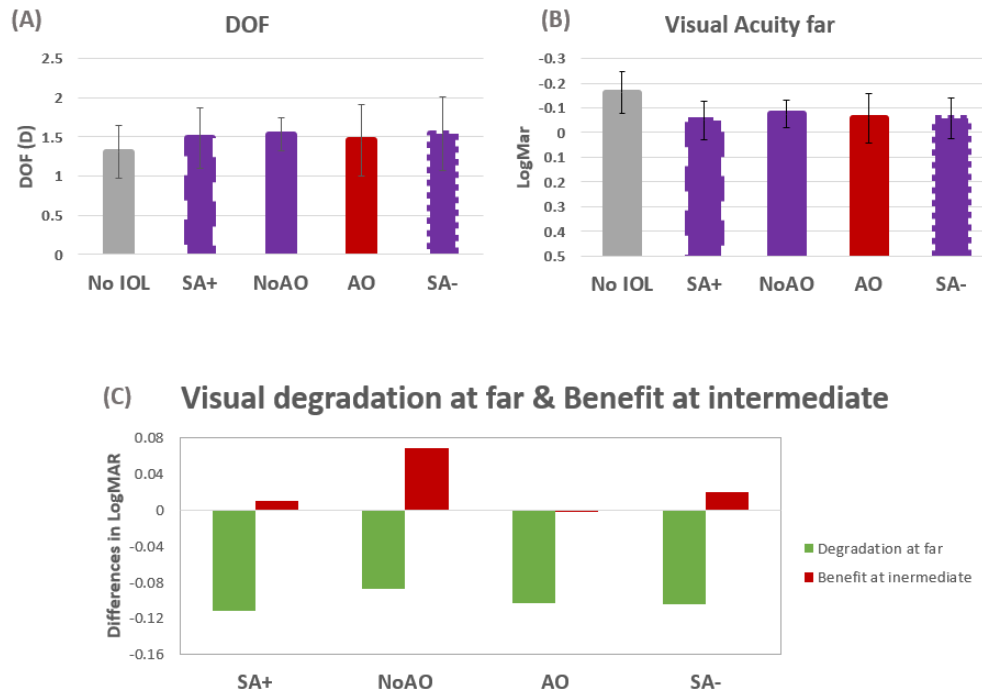 (A) DOF
DOF (D)
2.5
2
1.5
1
0.5
0
No IOL SA+ NoAO AO SA-
(B) Visual Acuity far
LogMar
-0.3
-0.2
-0.1
0
0.1
0.2
0.3
0.4
0.5
No IOL SA+ NoAO AO SA-
(C) Visual degradation at far & Benefit at intermediate
Differences in LogMAR
0.08
0.04
0
-0.04
-0.08
-0.12
-0.16
SA+ NoAO AO SA-
Degradation at far
Benefit at inermediate